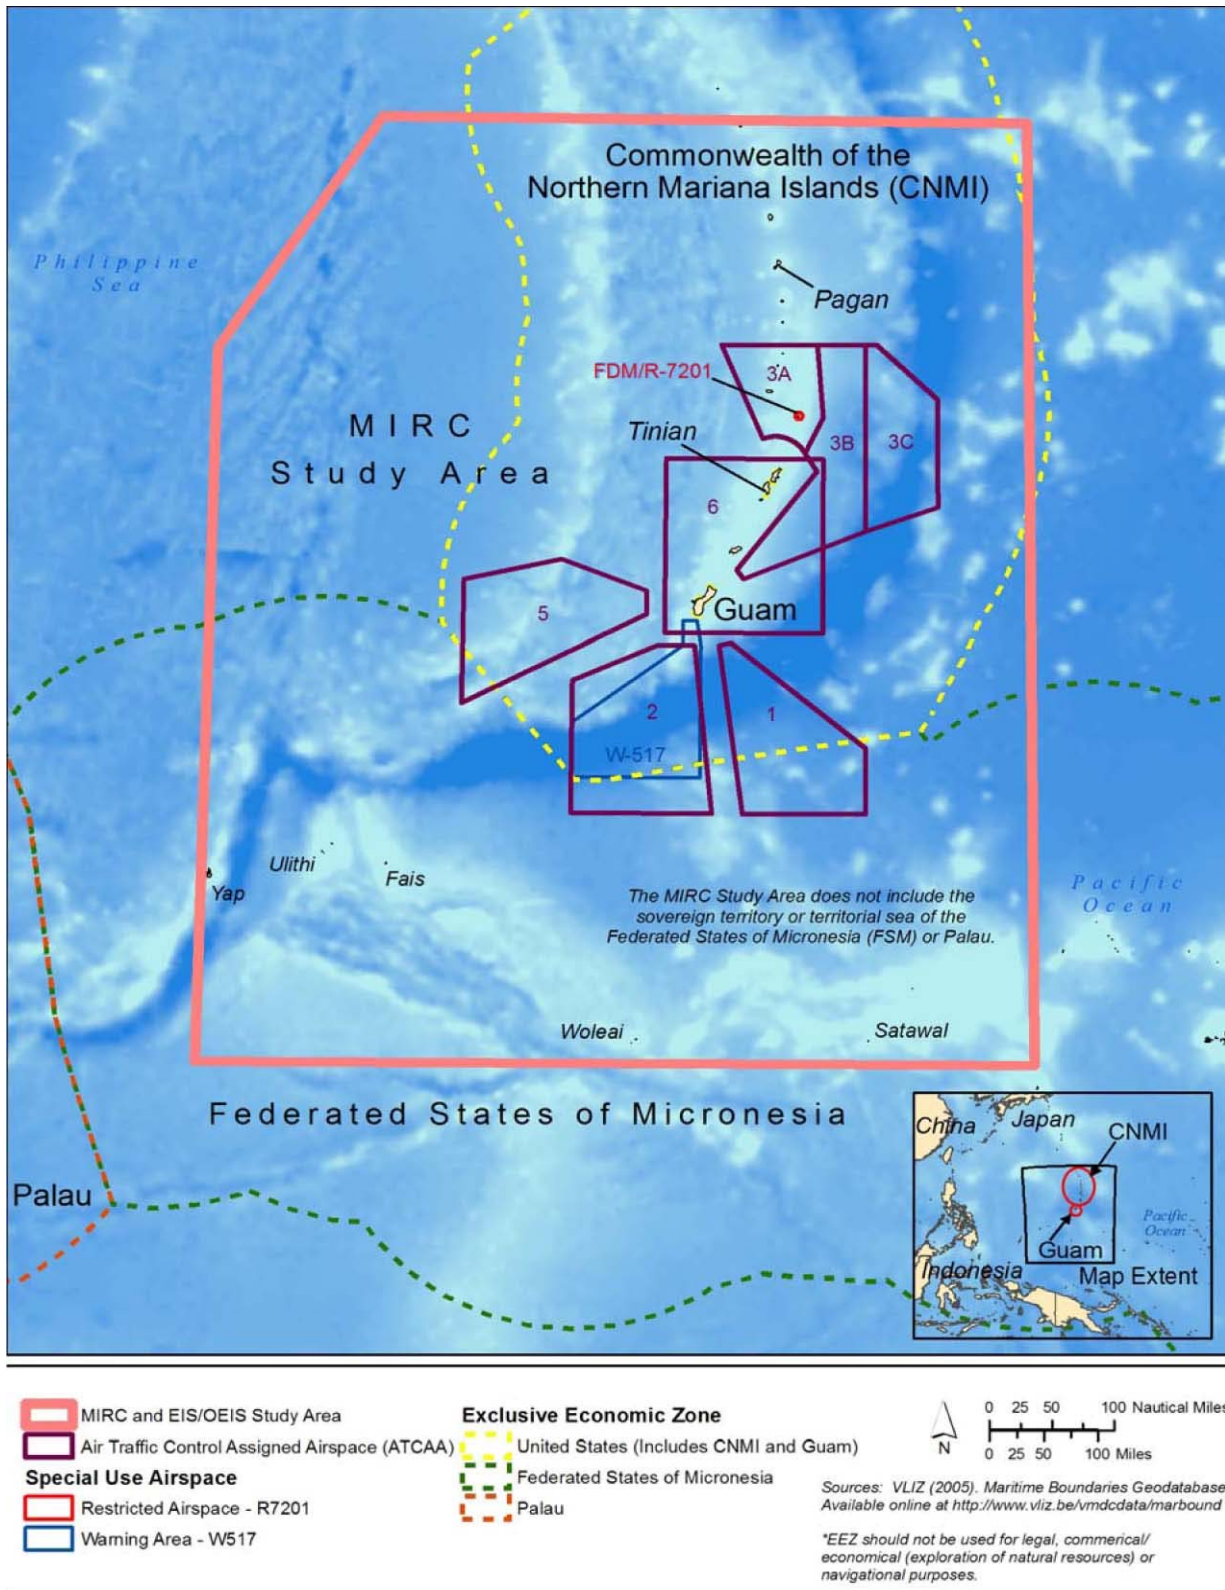 Commonwealth of the
Northern Mariana Islands (CNMI)
Philippine
Sea
Pagan
FDM/R-7201
3A
MIRC
Study Area
Tinian
3B
3C
6
5
Guam
2
1
W-517
Ulithi
Fais
Yap
The MIRC Study Area does not include the
sovereign territory or territorial sea of the
Federated States of Micronesia (FSM) or Palau.
Pacific
Ocean
Woleai
Satawal
Federated States of Micronesia
Palau
China
Japan
CNMI
Pacific
Ocean
Guam
Indonesia
Map Extent
MIRC and EIS/OEIS Study Area
Air Traffic Control Assigned Airspace (ATCAA)
Special Use Airspace
Restricted Airspace - R7201
Warning Area - W517
Exclusive Economic Zone
United States (Includes CNMI and Guam)
Federated States of Micronesia
Palau
N
0 25 50 100 Nautical Miles
0 25 50 100 Miles
Sources: VLIZ (2005). Maritime Boundaries Geodatabase
Available online at http://www.vliz.be/vmdcdata/marbound
*EEZ should not be used for legal, commerical/
economical (exploration of natural resources) or
navigational purposes.